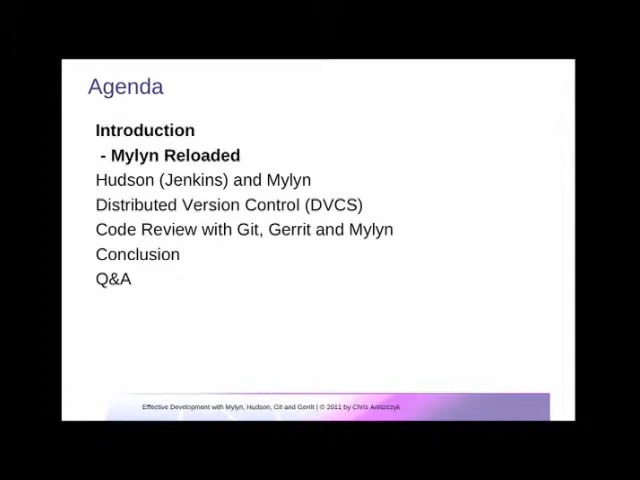 Agenda
Introduction
- Mylyn Reloaded
Hudson (Jenkins) and Mylyn
Distributed Version Control (DVCS)
Code Review with Git, Gerrit and Mylyn
Conclusion
Q&A
Effective Development with Mylyn, Hudson, Git and Gerrit | © 2011 by Chris Aniszczyk